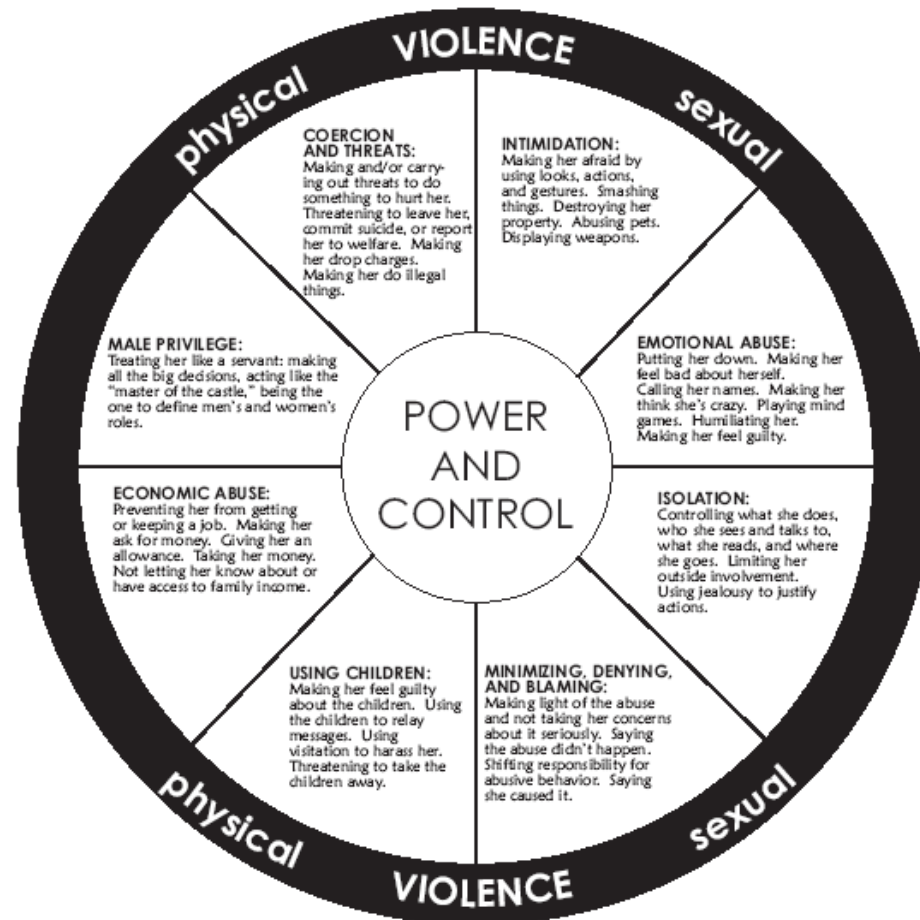 physical
VIOLENCE
sexual
COERCION
AND THREATS:
Making and/or carry-
ing out threats to do
something to hurt her.
Threatening to leave her,
commit suicide, or report
her to welfare. Making
her drop charges.
Making her do illegal
things.
INTIMIDATION:
Making her afraid by
using looks, actions,
and gestures. Smashing
things. Destroying her
property. Abusing pets.
Displaying weapons.
MALE PRIVILEGE:
Treating her like a servant: making
all the big decisions, acting like the
“master of the castle,” being the
one to define men’s and women’s
roles.
EMOTIONAL ABUSE:
Putting her down. Making her
feel bad about herself.
Calling her names. Making her
think she’s crazy. Playing mind
games. Humiliating her.
Making her feel guilty.
POWER
AND
CONTROL
ECONOMIC ABUSE:
Preventing her from getting
or keeping a job. Making her
ask for money. Giving her an
allowance. Taking her money.
Not letting her know about or
have access to family income.
ISOLATION:
Controlling what she does,
who she sees and talks to,
what she reads, and where
she goes. Limiting her
outside involvement.
Using jealousy to justify
actions.
USING CHILDREN:
Making her feel guilty
about the children. Using
the children to relay
messages. Using
visitation to harass her.
Threatening to take the
children away.
MINIMIZING, DENYING,
AND BLAMING:
Making light of the abuse
and not taking her concerns
about it seriously. Saying
the abuse didn’t happen.
Shifting responsibility for
abusive behavior. Saying
she caused it.
physical
VIOLENCE
sexual